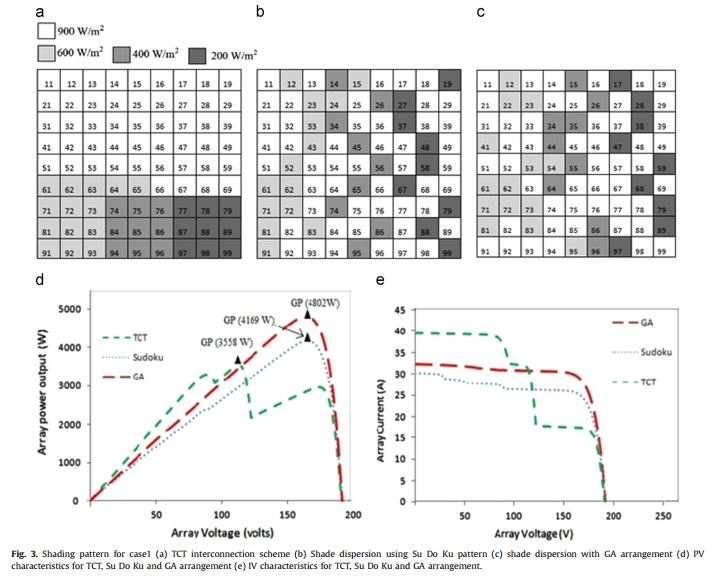 a
b
c
900 W/m²
600 W/m²
400 W/m²
200 W/m²
11 12 13 14 15 16 17 18 19
21 22 23 24 25 26 27 28 29
31 32 33 34 35 36 37 38 39
41 42 43 44 45 46 47 48 49
51 52 53 54 55 56 57 58 59
61 62 63 64 65 66 67 68 69
71 72 73 74 75 76 77 78 79
81 82 83 84 85 86 87 88 89
91 92 93 94 95 96 97 98 99
11 12 13 14 15 16 17 18 19
21 22 23 24 25 26 27 28 29
31 32 33 34 35 36 37 38 39
41 42 43 44 45 46 47 48 49
51 52 53 54 55 56 57 58 59
61 62 63 64 65 66 67 68 69
71 72 73 74 75 76 77 78 79
81 82 83 84 85 86 87 88 89
91 92 93 94 95 96 97 98 99
11 12 13 14 15 16 17 18 19
21 22 23 24 25 26 27 28 29
31 32 33 34 35 36 37 38 39
41 42 43 44 45 46 47 48 49
51 52 53 54 55 56 57 58 59
61 62 63 64 65 66 67 68 69
71 72 73 74 75 76 77 78 79
81 82 83 84 85 86 87 88 89
91 92 93 94 95 96 97 98 99
d
Array power output (W)
5000
4000
3000
2000
1000
0
50
100
150
200
Array Voltage (volts)
TCT
Sudoku
GA
GP (4802W)
GP (4169 W)
GP (3558 W)
e
Array Current (A)
45
40
35
30
25
20
15
10
5
0
0
50
100
150
200
250
Array Voltage (V)
GA
Sudoku
TCT
Fig. 3. Shading pattern for case1 (a) TCT interconnection scheme (b) Shade dispersion using Su Do Ku pattern (c) shade dispersion with GA arrangement (d) PV
characteristics for TCT, Su Do Ku and GA arrangement (e) IV characteristics for TCT, Su Do Ku and GA arrangement.